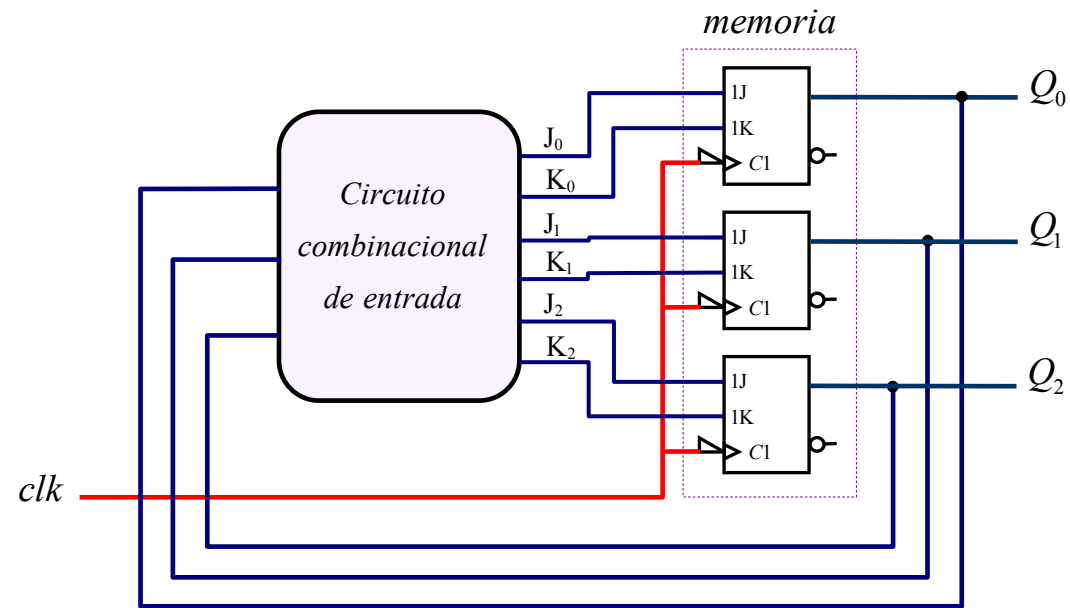 memoria
1J
1K
C1
Q₀
J₀
K₀
J₁
K₁
J₂
K₂
Circuito
combinacional
de entrada
1J
1K
C1
Q₁
1J
1K
C1
Q₂
clk